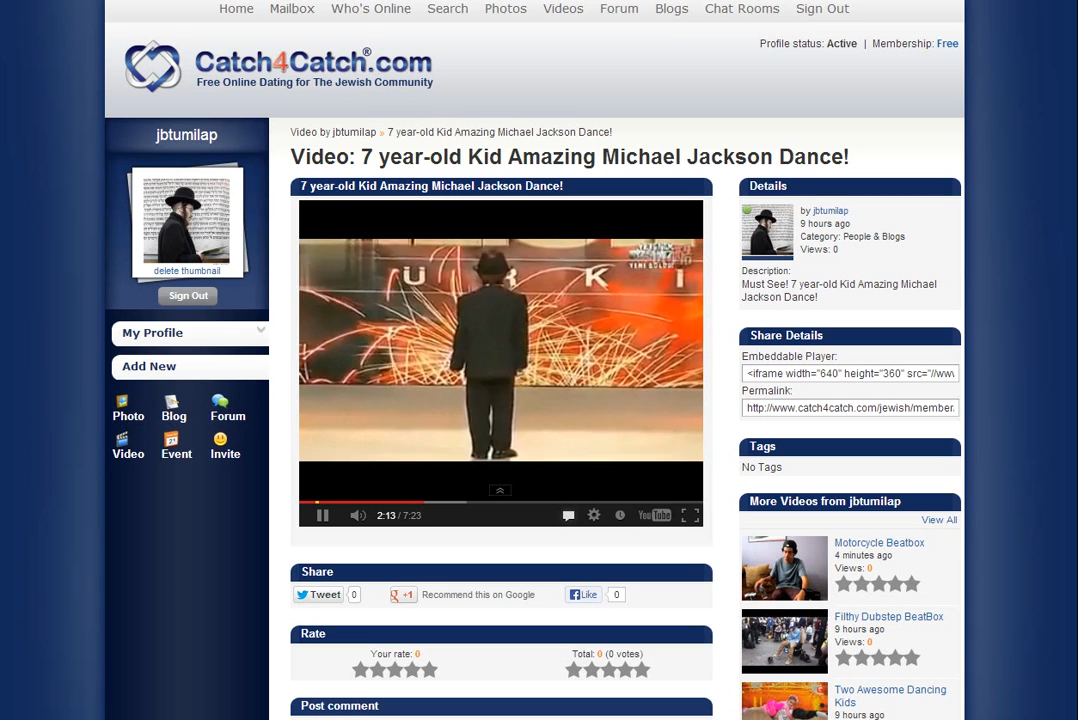 Home Mailbox Who's Online Search Photos Videos Forum Blogs Chat Rooms Sign Out
Profile status: Active | Membership: Free
Catch4Catch®.com
Free Online Dating for The Jewish Community
jbtumilap
delete thumbnail
Sign Out
My Profile
Add New
Photo Blog Forum
Video Event Invite
Video by jbtumilap » 7 year-old Kid Amazing Michael Jackson Dance!
Video: 7 year-old Kid Amazing Michael Jackson Dance!
7 year-old Kid Amazing Michael Jackson Dance!
U R K I
2:13 / 7:23
YouTube
Share
Tweet 0
g +1 Recommend this on Google
Like 0
Rate
Your rate: 0
Total: 0 (0 votes)
Post comment
Details
by jbtumilap
9 hours ago
Category: People & Blogs
Views: 0
Description:
Must See! 7 year-old Kid Amazing Michael
Jackson Dance!
Share Details
Embeddable Player:
<iframe width="640" height="360" src="//ww
Permalink:
http://www.catch4catch.com/jewish/member.
Tags
No Tags
More Videos from jbtumilap
View All
Motorcycle Beatbox
4 minutes ago
Views: 0
Filthy Dubstep BeatBox
9 hours ago
Views: 0
Two Awesome Dancing
Kids
9 hours ago